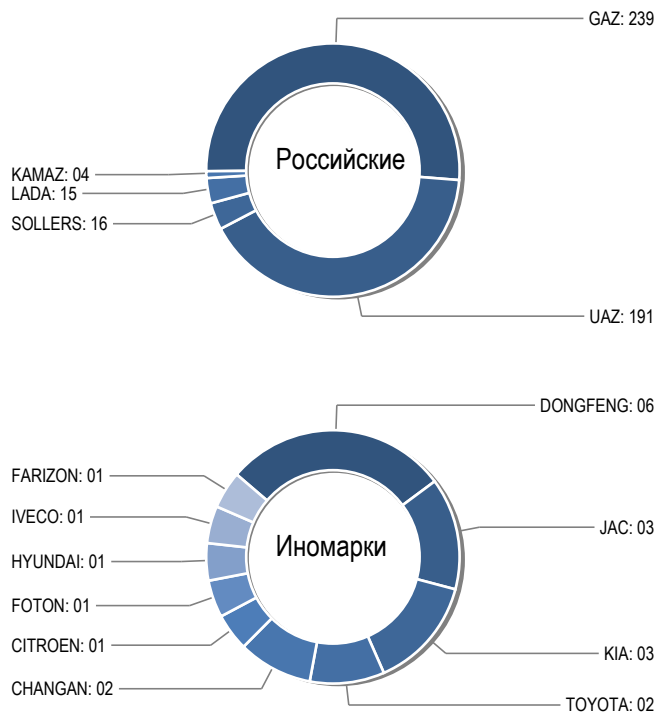 GAZ: 239
Российские
KAMAZ: 04
LADA: 15
SOLLERS: 16
UAZ: 191
DONGFENG: 06
FARIZON: 01
IVECO: 01
JAC: 03
Иномарки
HYUNDAI: 01
FOTON: 01
CITROEN: 01
KIA: 03
CHANGAN: 02
TOYOTA: 02